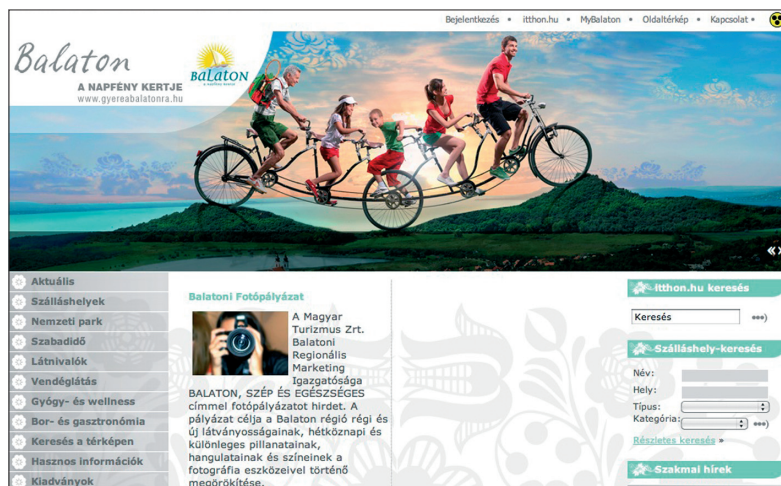 Bejelentkezés • itthon.hu • MyBalaton • Oldaltérkép • Kapcsolat •
Balaton
A NAPFÉNY KERTJE
www.gyereabalatonra.hu
BALATON
A NAPFÉNY KERTJE
Aktuális
Szálláshelyek
Nemzeti park
Szabadidő
Látnivalók
Vendéglátás
Gyógy- és wellness
Bor- és gasztronómia
Keresés a térképen
Hasznos információk
Kiadványok
Balatoni Fotópályázat
A Magyar
Turizmus Zrt.
Balatoni
Regionális
Marketing
Igazgatósága
BALATON, SZÉP ÉS EGÉSZSÉGES
címmel fotópályázatot hirdet. A
pályázat célja a Balaton régió régi és
új látványosságainak, hétköznapi és
különleges pillanatainak,
hangulatainak és színeinek a
fotográfia eszközeivel történő
megörökítése.
Itthon.hu keresés
Keresés
Szálláshely-keresés
Név:
Hely:
Típus:
Kategória:
Részletes keresés »
Szakmai hírek